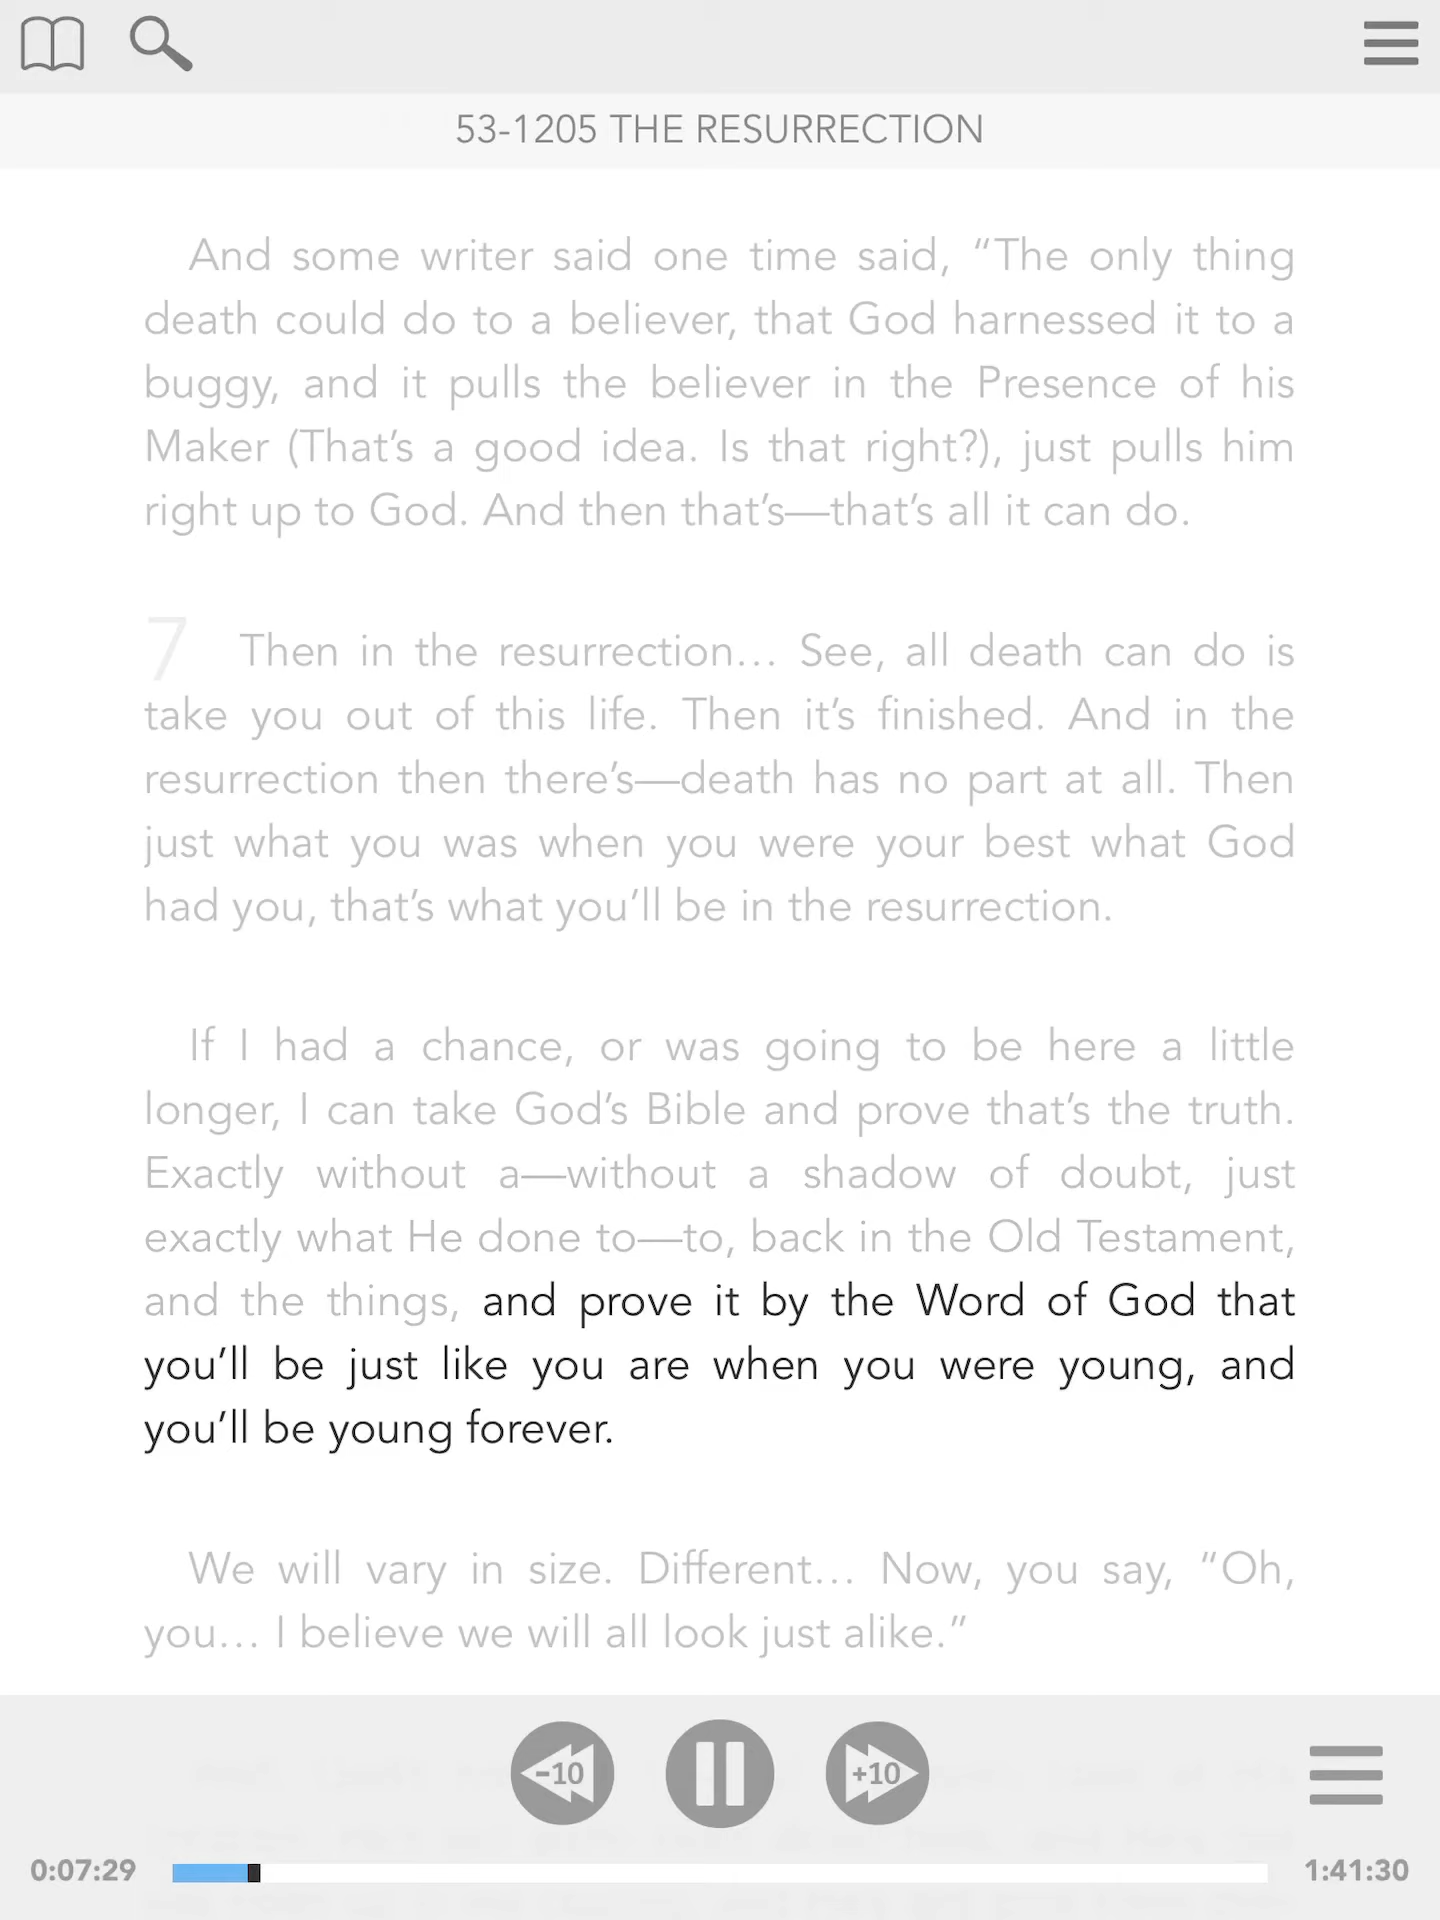 53-1205 THE RESURRECTION
And some writer said one time said, “The only thing
death could do to a believer, that God harnessed it to a
buggy, and it pulls the believer in the Presence of his
Maker (That’s a good idea. Is that right?), just pulls him
right up to God. And then that’s—that’s all it can do.
7 Then in the resurrection… See, all death can do is
take you out of this life. Then it’s finished. And in the
resurrection then there’s—death has no part at all. Then
just what you was when you were your best what God
had you, that’s what you’ll be in the resurrection.
If I had a chance, or was going to be here a little
longer, I can take God’s Bible and prove that’s the truth.
Exactly without a—without a shadow of doubt, just
exactly what He done to—to, back in the Old Testament,
and the things, and prove it by the Word of God that
you’ll be just like you are when you were young, and
you’ll be young forever.
We will vary in size. Different… Now, you say, “Oh,
you… I believe we will all look just alike.”
-10 +10
0:07:29 1:41:30